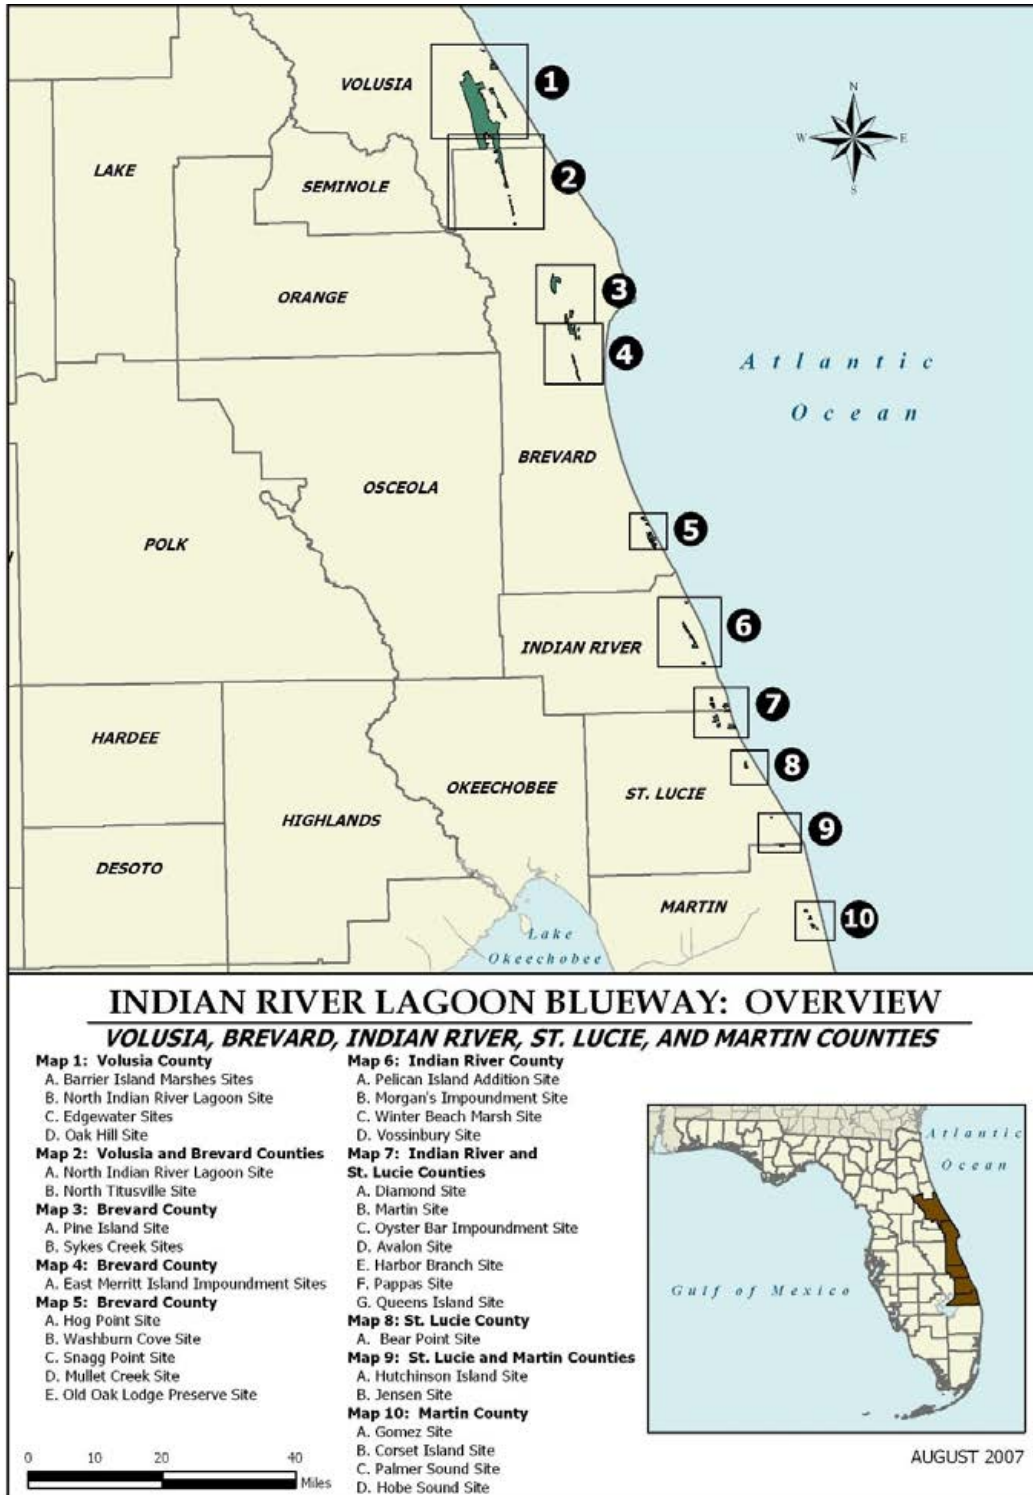 VOLUSIA
1
N
W
E
S
LAKE
SEMINOLE
2
ORANGE
3
4
Atlantic
Ocean
BREVARD
OSCEOLA
5
POLK
6
INDIAN RIVER
7
HARDEE
OKEECHOBEE
ST. LUCIE
8
HIGHLANDS
9
DESOTO
MARTIN
10
Lake
Okeechobee
INDIAN RIVER LAGOON BLUEWAY: OVERVIEW
VOLUSIA, BREVARD, INDIAN RIVER, ST. LUCIE, AND MARTIN COUNTIES
Map 1: Volusia County
A. Barrier Island Marshes Sites
B. North Indian River Lagoon Site
C. Edgewater Sites
D. Oak Hill Site
Map 2: Volusia and Brevard Counties
A. North Indian River Lagoon Site
B. North Titusville Site
Map 3: Brevard County
A. Pine Island Site
B. Sykes Creek Sites
Map 4: Brevard County
A. East Merritt Island Impoundment Sites
Map 5: Brevard County
A. Hog Point Site
B. Washburn Cove Site
C. Snagg Point Site
D. Mullet Creek Site
E. Old Oak Lodge Preserve Site
Map 6: Indian River County
A. Pelican Island Addition Site
B. Morgan's Impoundment Site
C. Winter Beach Marsh Site
D. Vossinbury Site
Map 7: Indian River and
St. Lucie Counties
A. Diamond Site
B. Martin Site
C. Oyster Bar Impoundment Site
D. Avalon Site
E. Harbor Branch Site
F. Pappas Site
G. Queens Island Site
Map 8: St. Lucie County
A. Bear Point Site
Map 9: St. Lucie and Martin Counties
A. Hutchinson Island Site
B. Jensen Site
Map 10: Martin County
A. Gomez Site
B. Corset Island Site
C. Palmer Sound Site
D. Hobe Sound Site
Atlantic
Ocean
Gulf of Mexico
0 10 20 40
Miles
AUGUST 2007